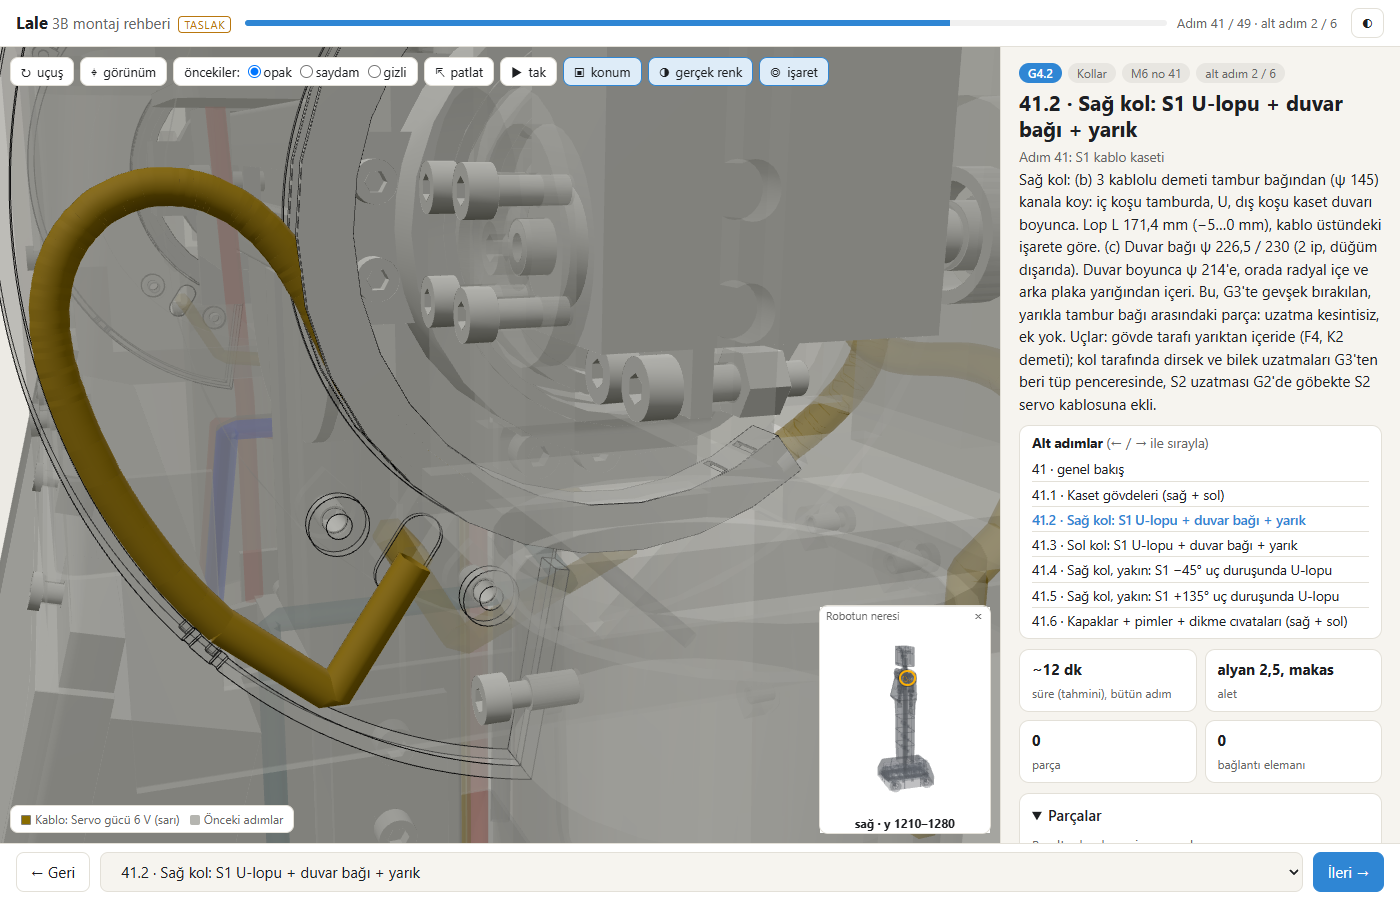 Lale 3B montaj rehberi TASLAK
Adım 41 / 49 · alt adım 2 / 6
uçuş
görünüm
öncekiler: opak saydam gizli
patlat
tak
konum
gerçek renk
işaret
G4.2 Kollar M6 no 41 alt adım 2 / 6
41.2 · Sağ kol: S1 U-lopu + duvar
bağı + yarık
Adım 41: S1 kablo kaseti
Sağ kol: (b) 3 kablolu demeti tambur bağından (ψ 145)
kanala koy: iç koşu tamburda, U, dış koşu kaset duvarı
boyunca. Lop L 171,4 mm (−5…0 mm), kablo üstündeki
işarete göre. (c) Duvar bağı ψ 226,5 / 230 (2 ip, düğüm
dışarıda). Duvar boyunca ψ 214'e, orada radyal içe ve
arka plaka yarığından içeri. Bu, G3'te gevşek bırakılan,
yarıkla tambur bağı arasındaki parça: uzatma kesintisiz,
ek yok. Uçlar: gövde tarafı yarıktan içeride (F4, K2
demeti); kol tarafında dirsek ve bilek uzatmaları G3'ten
beri tüp penceresinde, S2 uzatması G2'de göbekte S2
servo kablosuna ekli.
Alt adımlar (← / → ile sırayla)
41 · genel bakış
41.1 · Kaset gövdeleri (sağ + sol)
41.2 · Sağ kol: S1 U-lopu + duvar bağı + yarık
41.3 · Sol kol: S1 U-lopu + duvar bağı + yarık
41.4 · Sağ kol, yakın: S1 −45° uç duruşunda U-lopu
41.5 · Sağ kol, yakın: S1 +135° uç duruşunda U-lopu
41.6 · Kapaklar + pimler + dikme cıvataları (sağ + sol)
~12 dk
süre (tahmini), bütün adım
alyan 2,5, makas
alet
0
parça
0
bağlantı elemanı
▼ Parçalar
Robotun neresi ×
sağ · y 1210–1280
Kablo: Servo gücü 6 V (sarı) Önceki adımlar
← Geri
41.2 · Sağ kol: S1 U-lopu + duvar bağı + yarık
İleri →